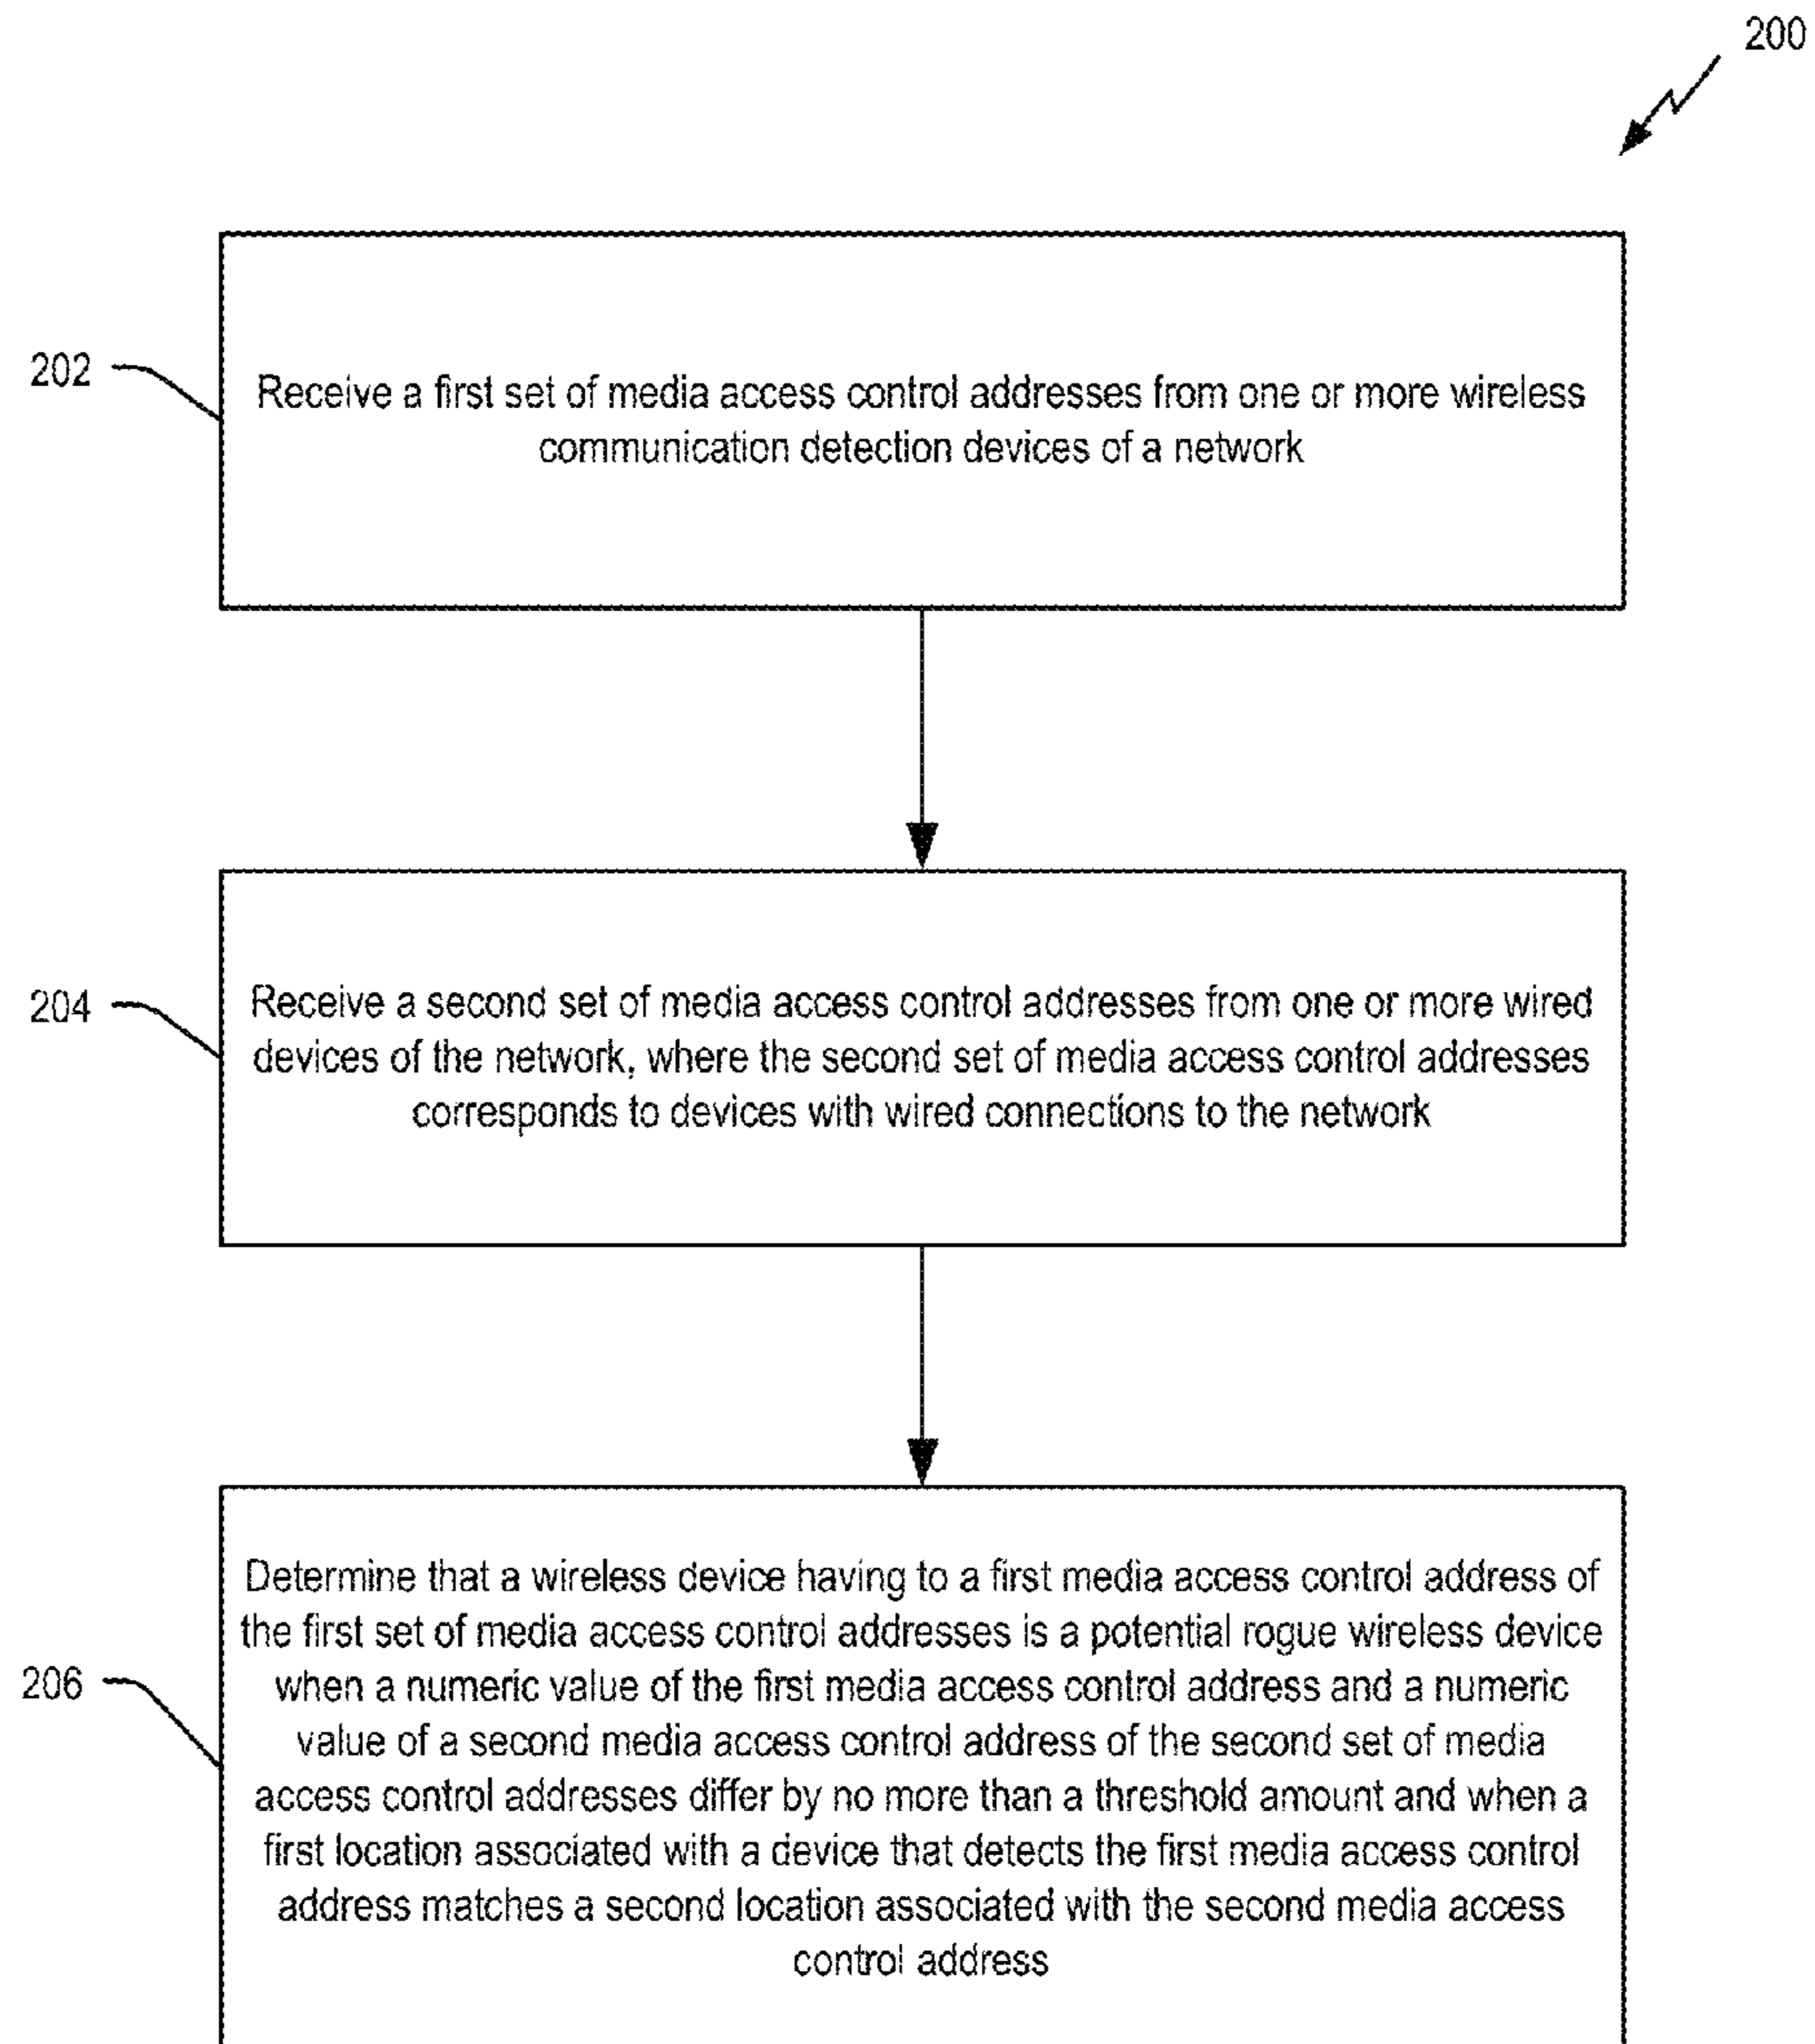 200
202
Receive a first set of media access control addresses from one or more wireless
communication detection devices of a network
204
Receive a second set of media access control addresses from one or more wired
devices of the network, where the second set of media access control addresses
corresponds to devices with wired connections to the network
206
Determine that a wireless device having to a first media access control address of
the first set of media access control addresses is a potential rogue wireless device
when a numeric value of the first media access control address and a numeric
value of a second media access control address of the second set of media
access control addresses differ by no more than a threshold amount and when a
first location associated with a device that detects the first media access control
address matches a second location associated with the second media access
control address